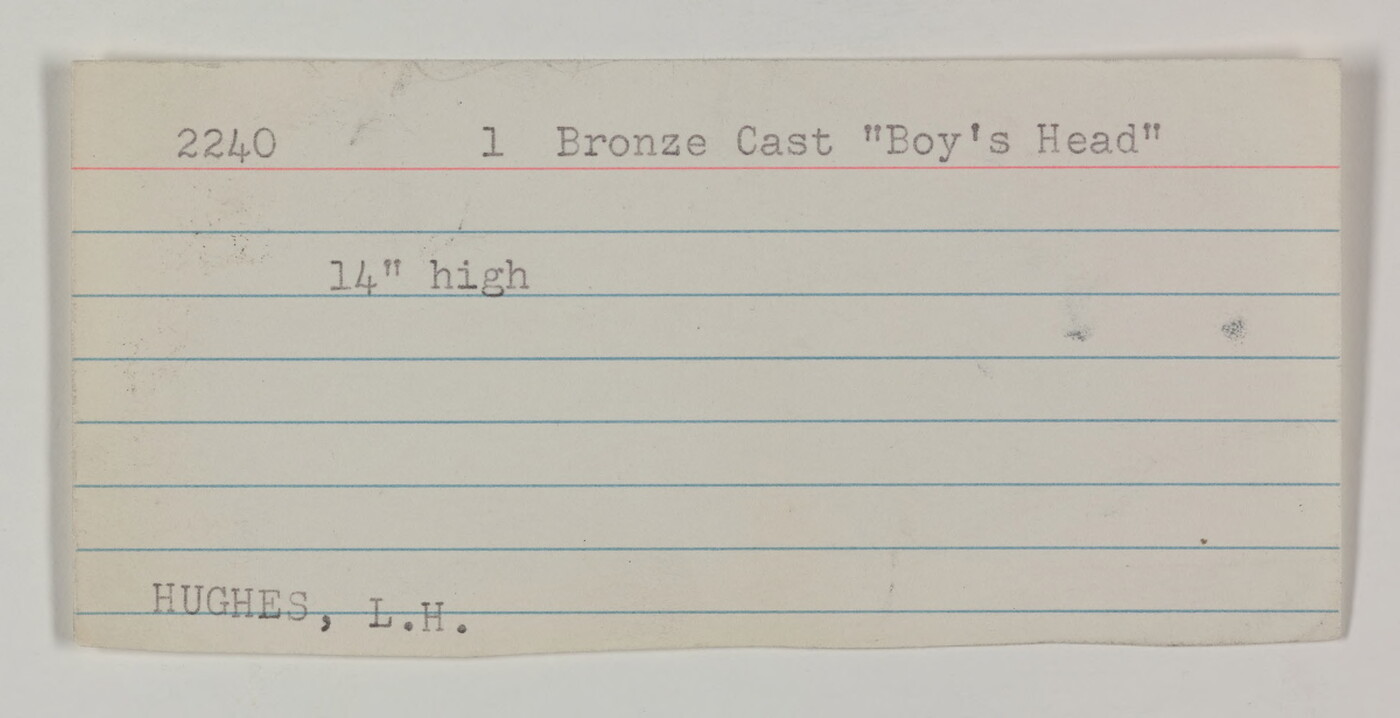 2240 1 Bronze Cast "Boy's Head"
14" high
HUGHES, L.H.